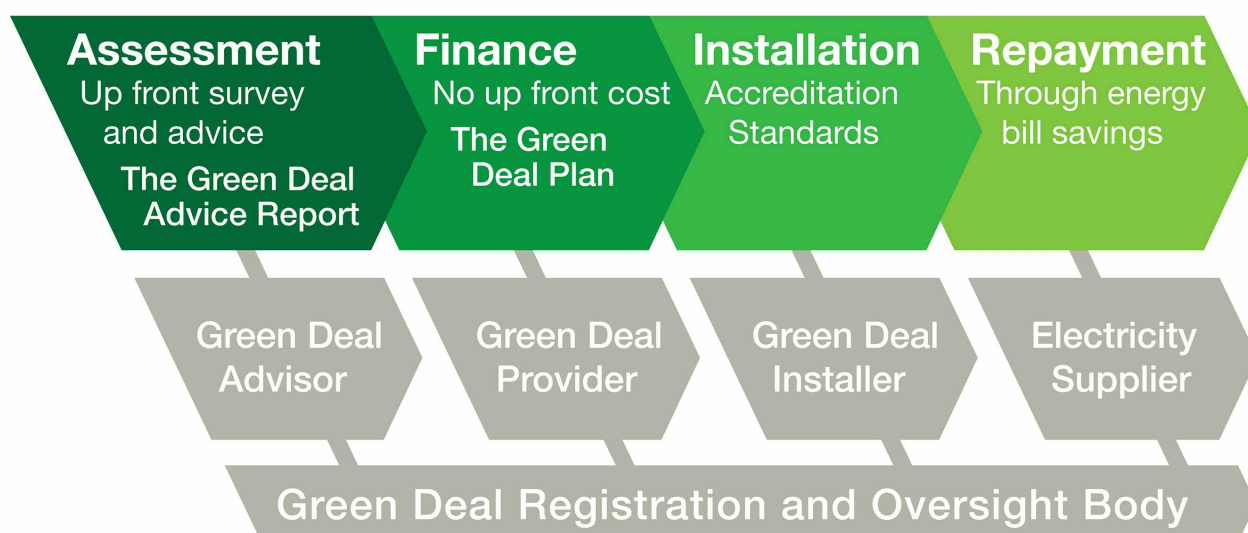 Assessment
Up front survey
and advice
The Green Deal
Advice Report
Finance
No up front cost
The Green
Deal Plan
Installation
Accreditation
Standards
Repayment
Through energy
bill savings
Green Deal
Advisor
Green Deal
Provider
Green Deal
Installer
Electricity
Supplier
Green Deal Registration and Oversight Body